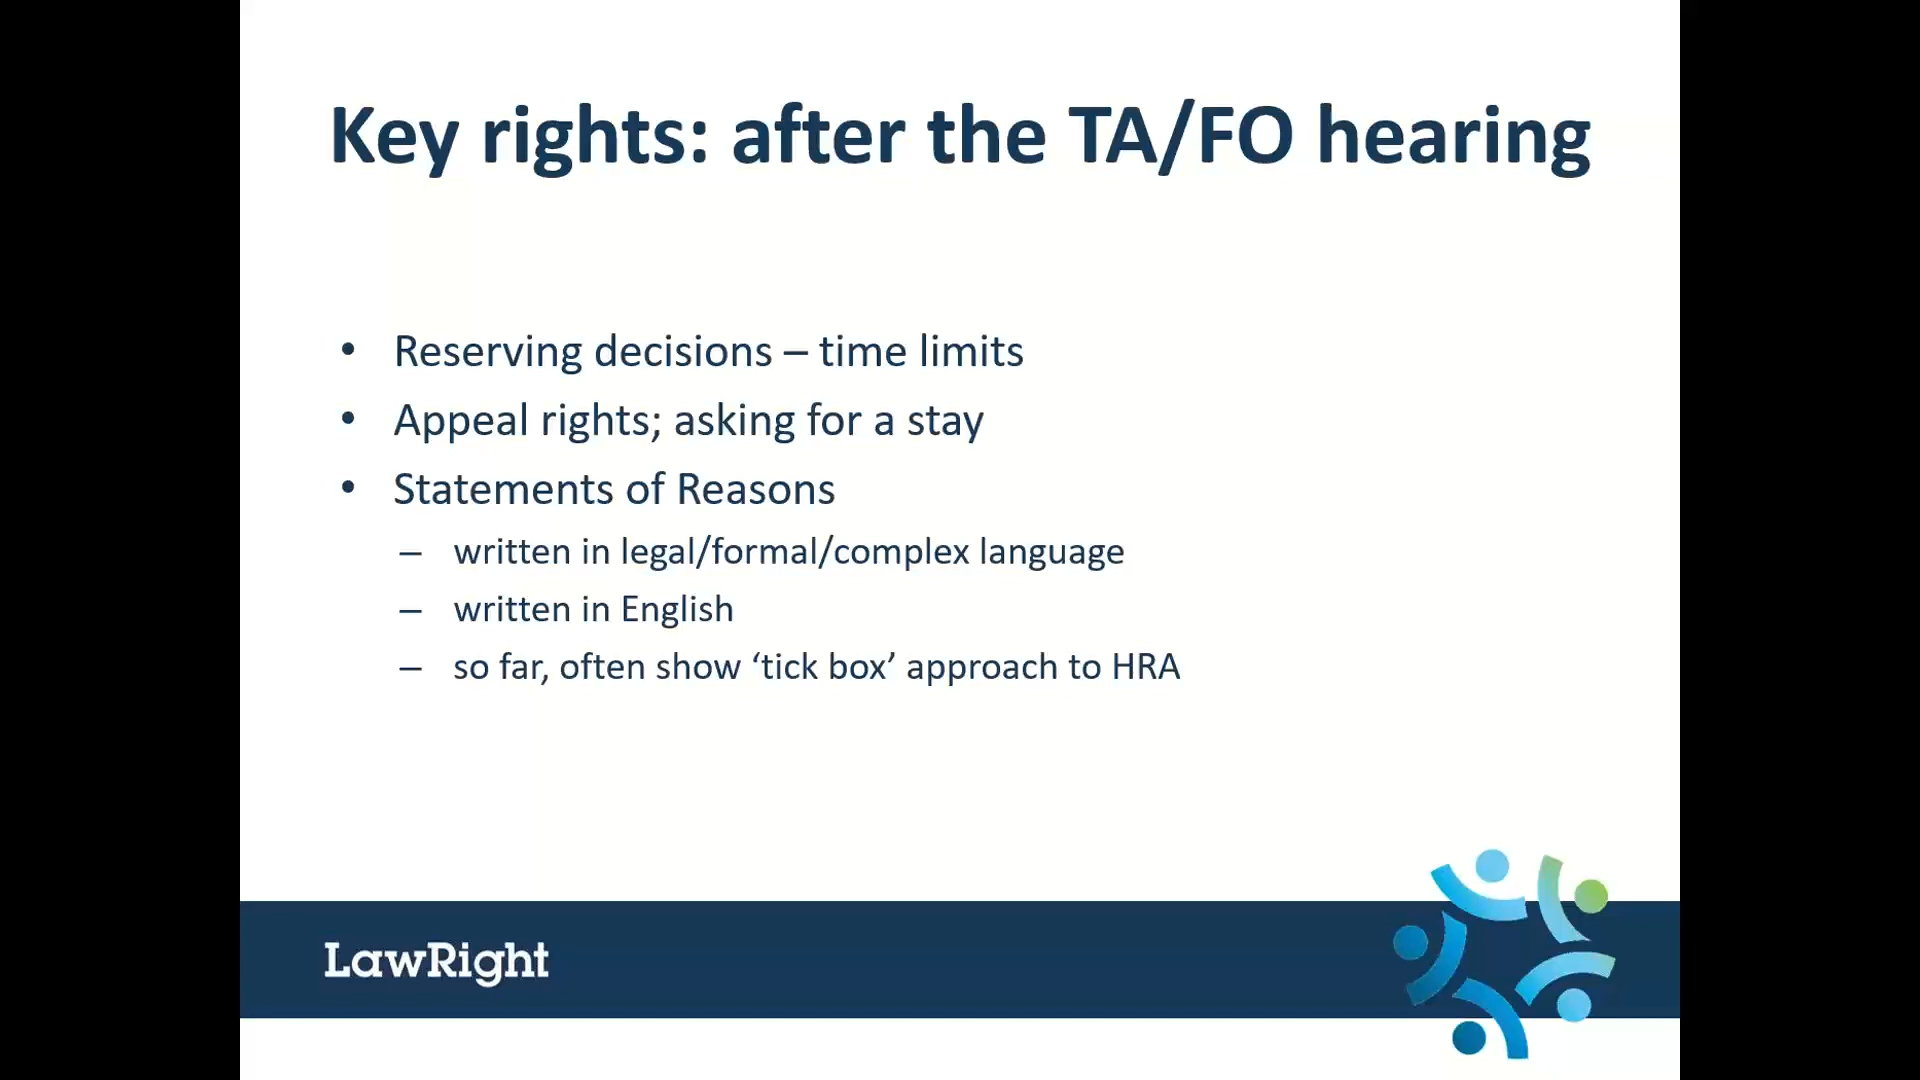 Key rights: after the TA/FO hearing
• Reserving decisions – time limits
• Appeal rights; asking for a stay
• Statements of Reasons
– written in legal/formal/complex language
– written in English
– so far, often show ‘tick box’ approach to HRA
LawRight